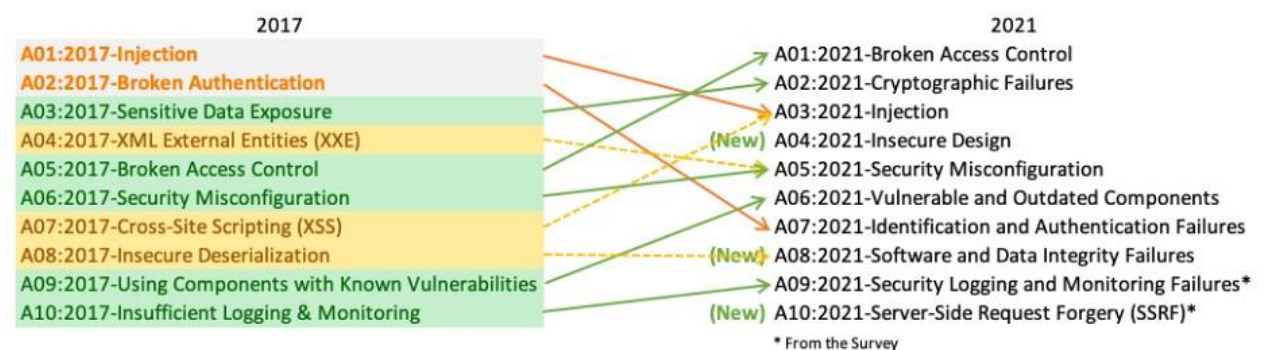 2017
A01:2017-Injection
A02:2017-Broken Authentication
A03:2017-Sensitive Data Exposure
A04:2017-XML External Entities (XXE)
A05:2017-Broken Access Control
A06:2017-Security Misconfiguration
A07:2017-Cross-Site Scripting (XSS)
A08:2017-Insecure Deserialization
A09:2017-Using Components with Known Vulnerabilities
A10:2017-Insufficient Logging & Monitoring
2021
A01:2021-Broken Access Control
A02:2021-Cryptographic Failures
A03:2021-Injection
(New) A04:2021-Insecure Design
A05:2021-Security Misconfiguration
A06:2021-Vulnerable and Outdated Components
A07:2021-Identification and Authentication Failures
(New) A08:2021-Software and Data Integrity Failures
A09:2021-Security Logging and Monitoring Failures*
(New) A10:2021-Server-Side Request Forgery (SSRF)*
* From the Survey